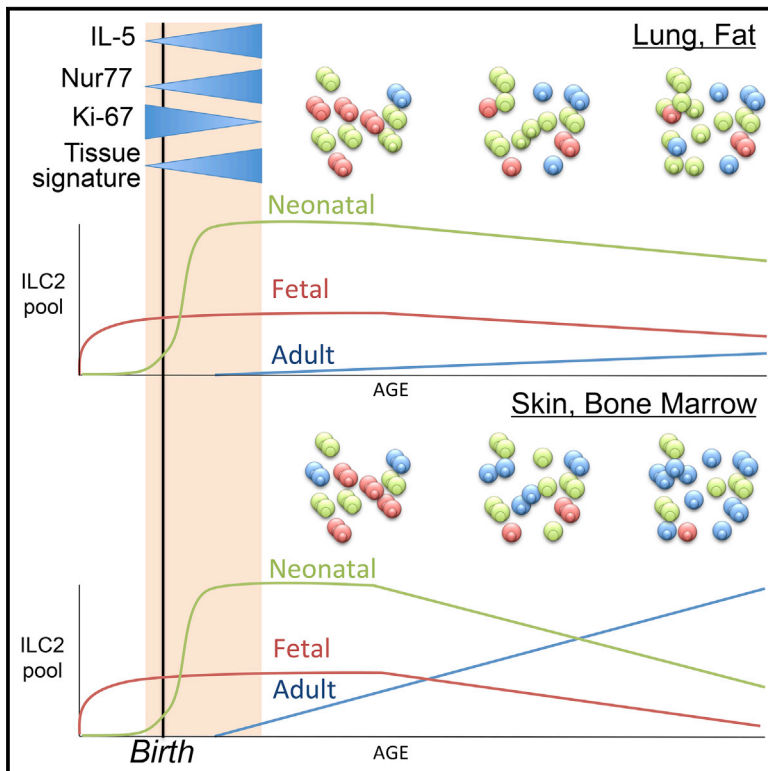 IL-5
Nur77
Ki-67
Tissue
signature
Lung, Fat
Neonatal
ILC2
pool
Fetal
Adult
AGE
Skin, Bone Marrow
Neonatal
ILC2
pool
Fetal
Adult
Birth
AGE